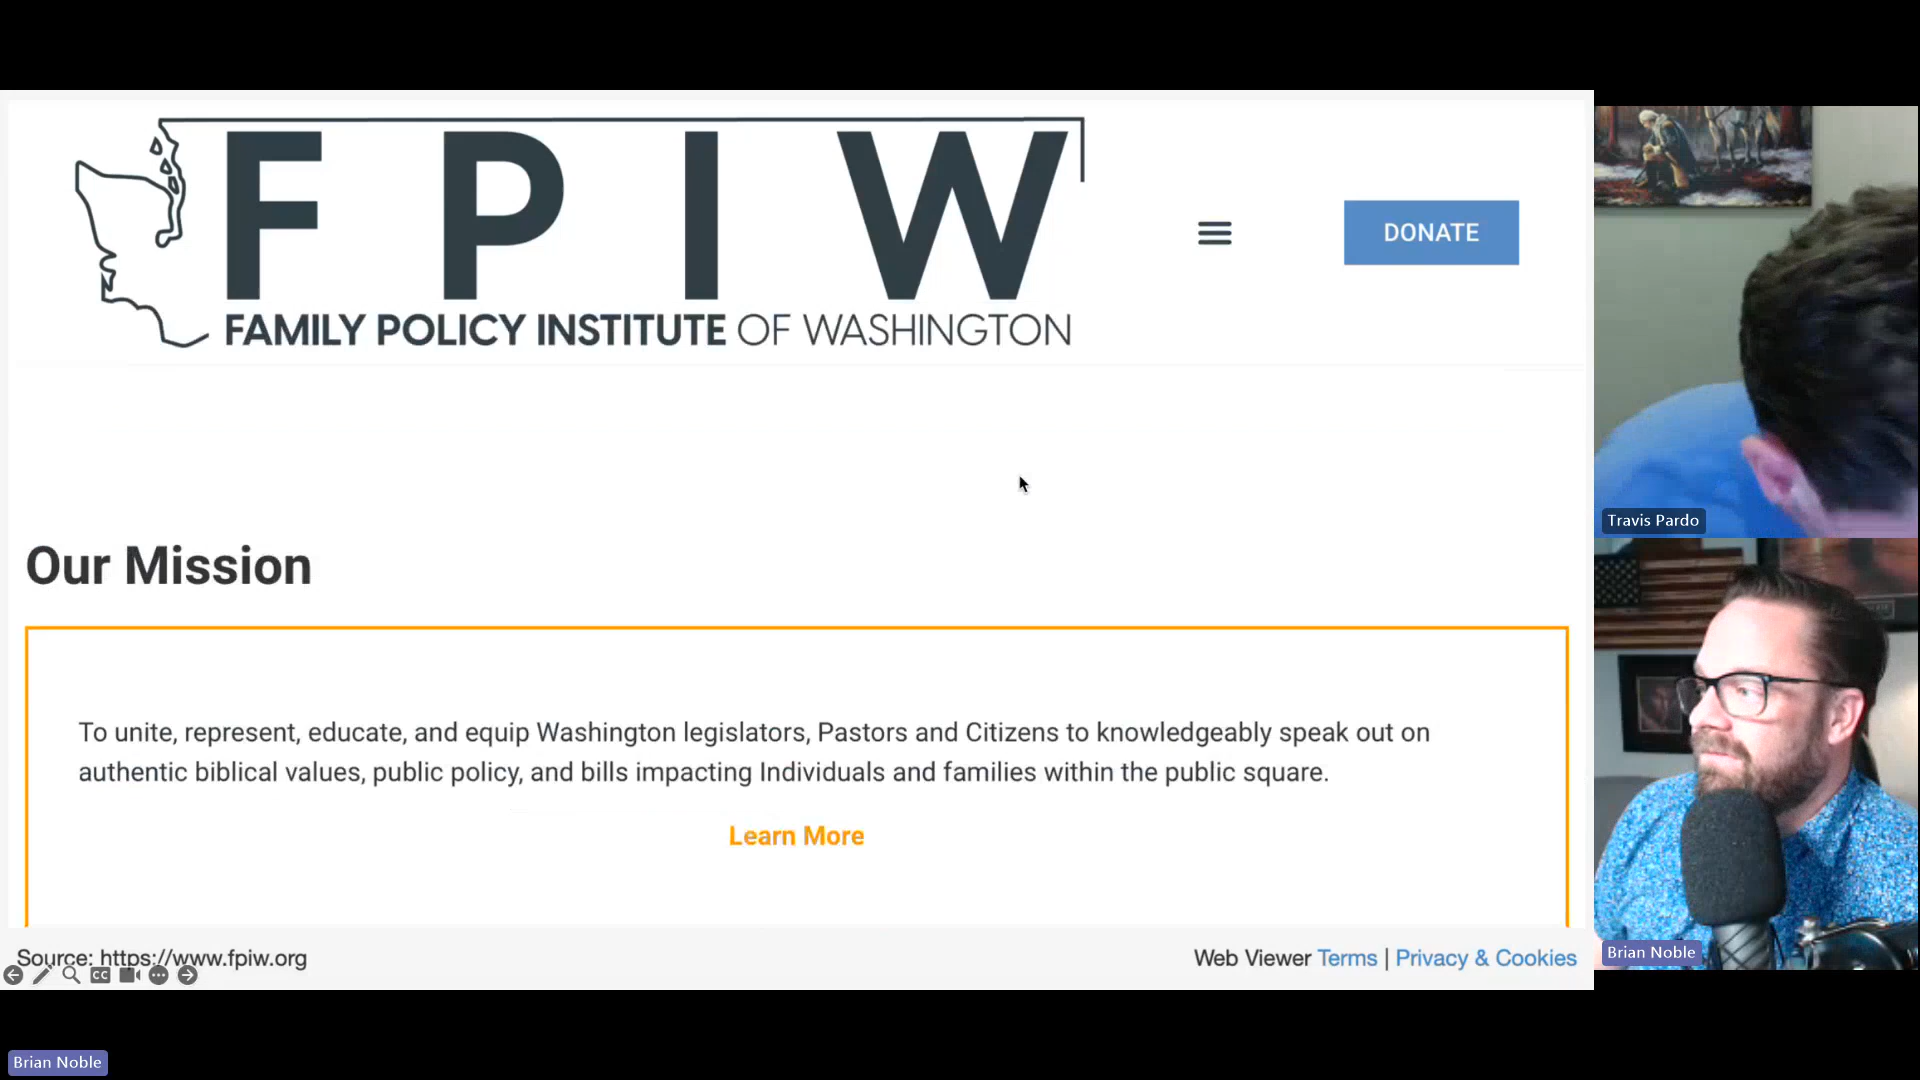 F P I W
FAMILY POLICY INSTITUTE OF WASHINGTON
DONATE
Our Mission
To unite, represent, educate, and equip Washington legislators, Pastors and Citizens to knowledgeably speak out on
authentic biblical values, public policy, and bills impacting Individuals and families within the public square.
Learn More
Source: https://www.fpiw.org
Web Viewer Terms | Privacy & Cookies
CC
Travis Pardo
Brian Noble
Brian Noble